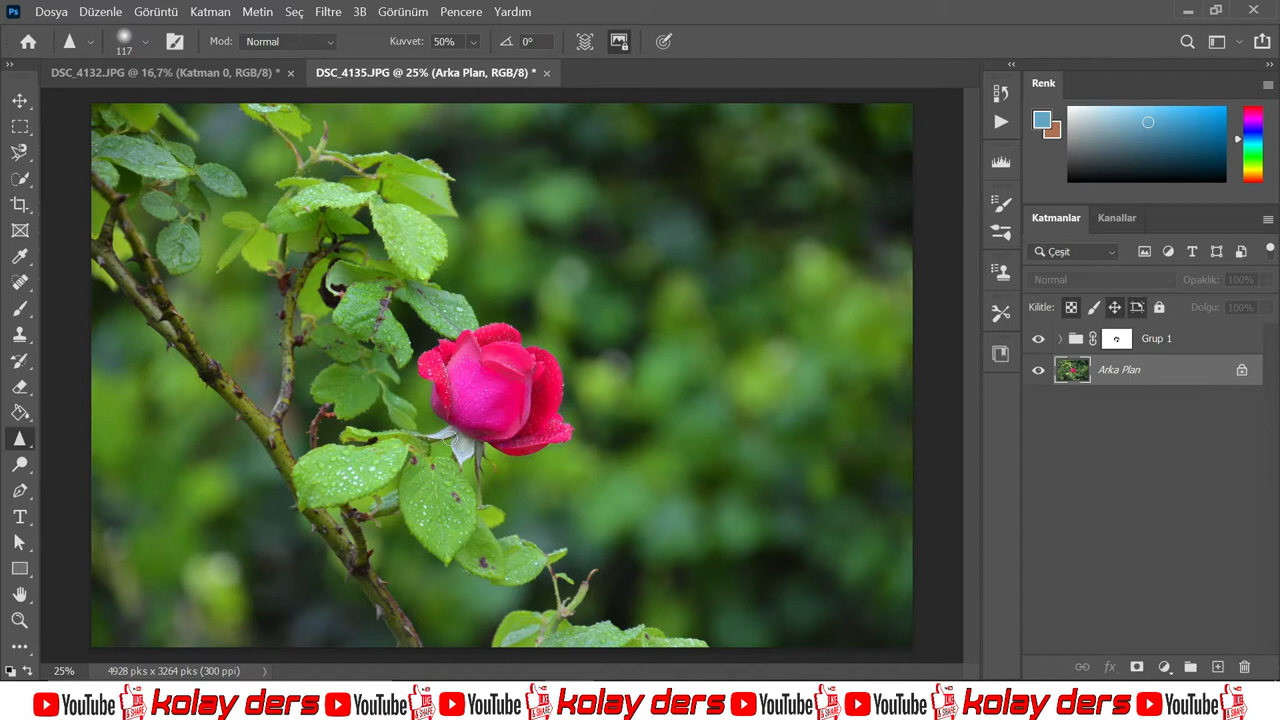 Ps Dosya Düzenle Görüntü Katman Metin Seç Filtre 3B Görünüm Pencere Yardım
117 Mod: Normal Kuvvet: 50% 0°
DSC_4132.JPG @ 16,7% (Katman 0, RGB/8) * × DSC_4135.JPG @ 25% (Arka Plan, RGB/8) * ×
Renk
Katmanlar Kanallar
Çeşit
Normal Opaklık: 100%
Kilitle: Dolgu: 100%
Grup 1
Arka Plan
25% 4928 pks x 3264 pks (300 ppi)
YouTube kolay ders YouTube kolay ders YouTube kolay ders YouTube